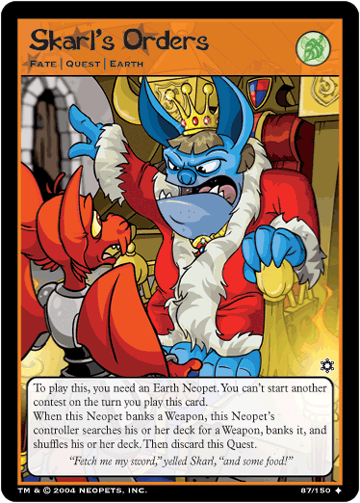 Skarl's Orders
FATE | QUEST | EARTH
To play this, you need an Earth Neopet. You can't start another
contest on the turn you play this card.
When this Neopet banks a Weapon, this Neopet's
controller searches his or her deck for a Weapon, banks it, and
shuffles his or her deck. Then discard this Quest.
"Fetch me my sword," yelled Skarl, "and some food!"
TM & © 2004 NEOPETS, INC. 87/150 ♦